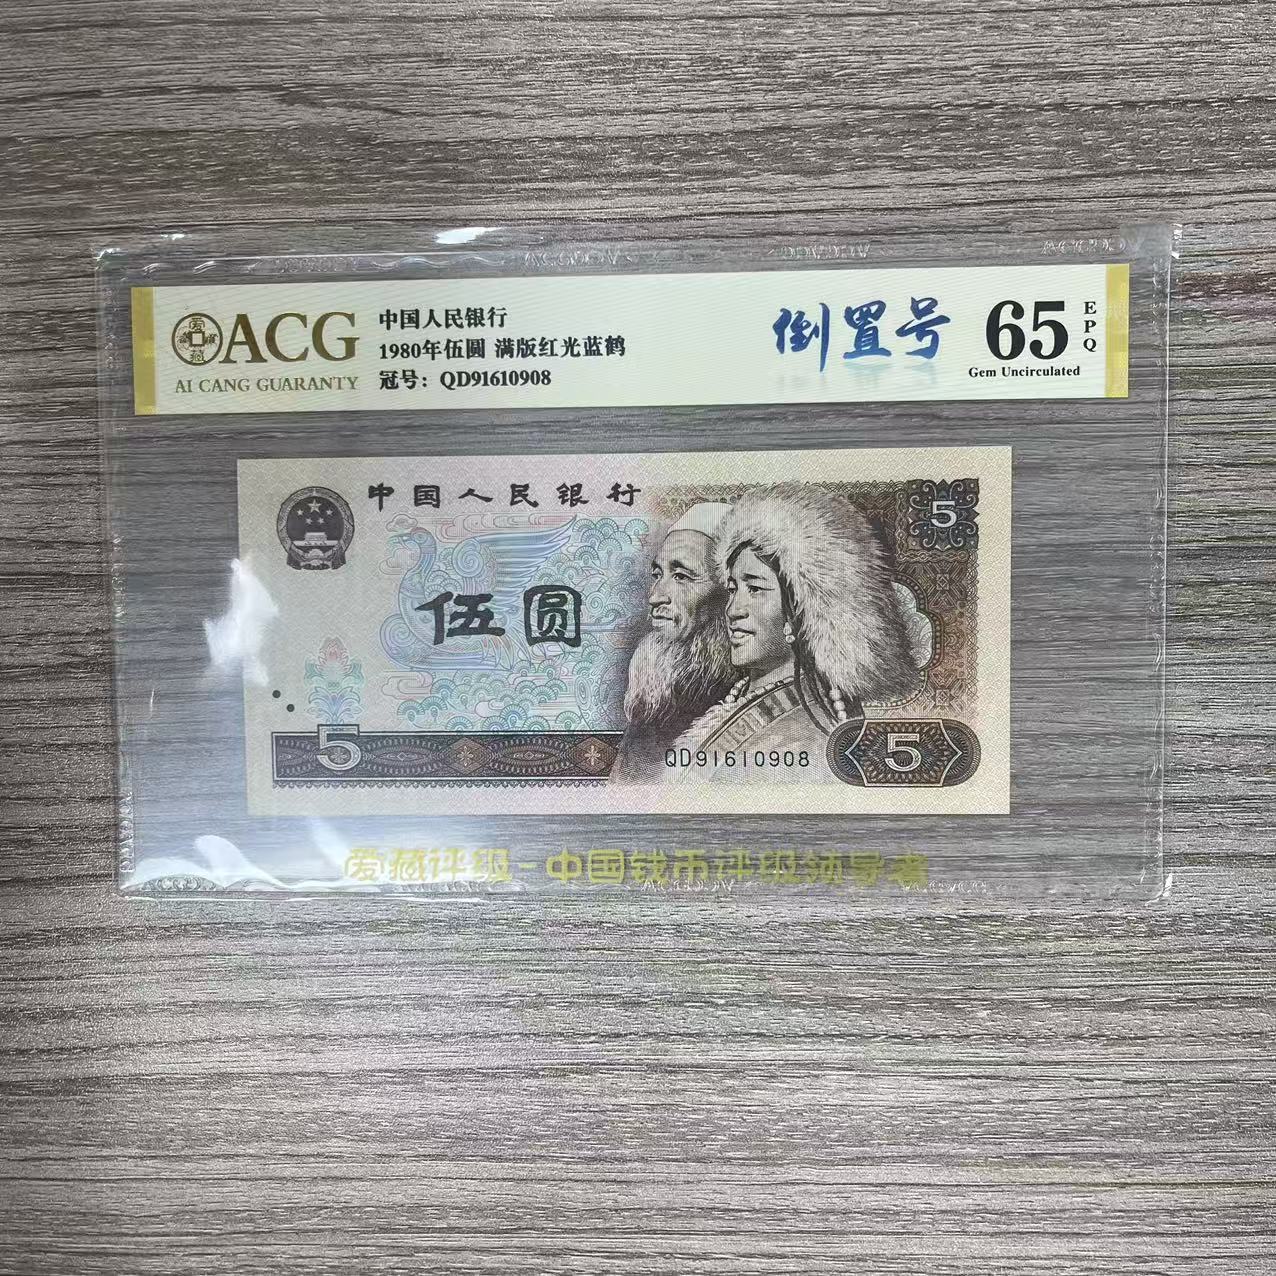 ACG
AI CANG GUARANTY
中国人民银行
1980年伍圆 满版红光蓝鹤
冠号：QD91610908
倒置号
65
EPQ
Gem Uncirculated
中国人民银行
5
伍圆
5
QD91610908
5
爱藏评级-中国钱币评级领导者